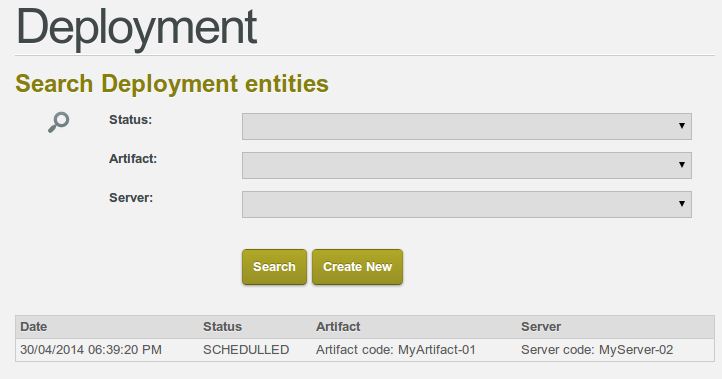 Deployment
Search Deployment entities
Status:
Artifact:
Server:
Search Create New
Date Status Artifact Server
30/04/2014 06:39:20 PM SCHEDULLED Artifact code: MyArtifact-01 Server code: MyServer-02